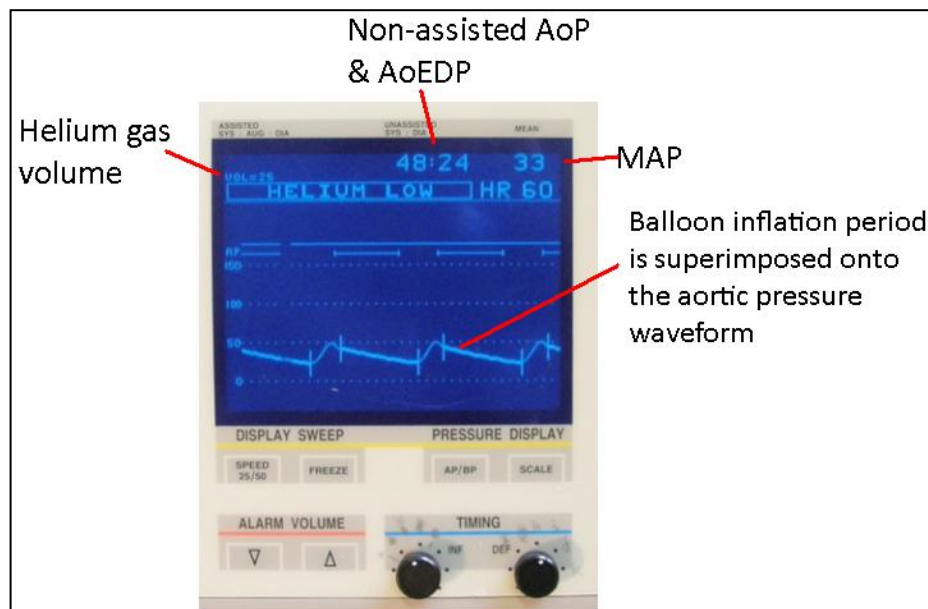 Non-assisted AoP
& AoEDP
Helium gas
volume
ASSISTED
SYS : AUG : DIA
UNASSISTED
SYS : DIA
MEAN
48:24
33
MAP
VOL=25
HELIUM LOW
HR 60
Balloon inflation period
is superimposed onto
the aortic pressure
waveform
AP
150
100
50
0
DISPLAY SWEEP
PRESSURE DISPLAY
SPEED
25/50
FREEZE
AP/BP
SCALE
ALARM VOLUME
TIMING
INF
DEF